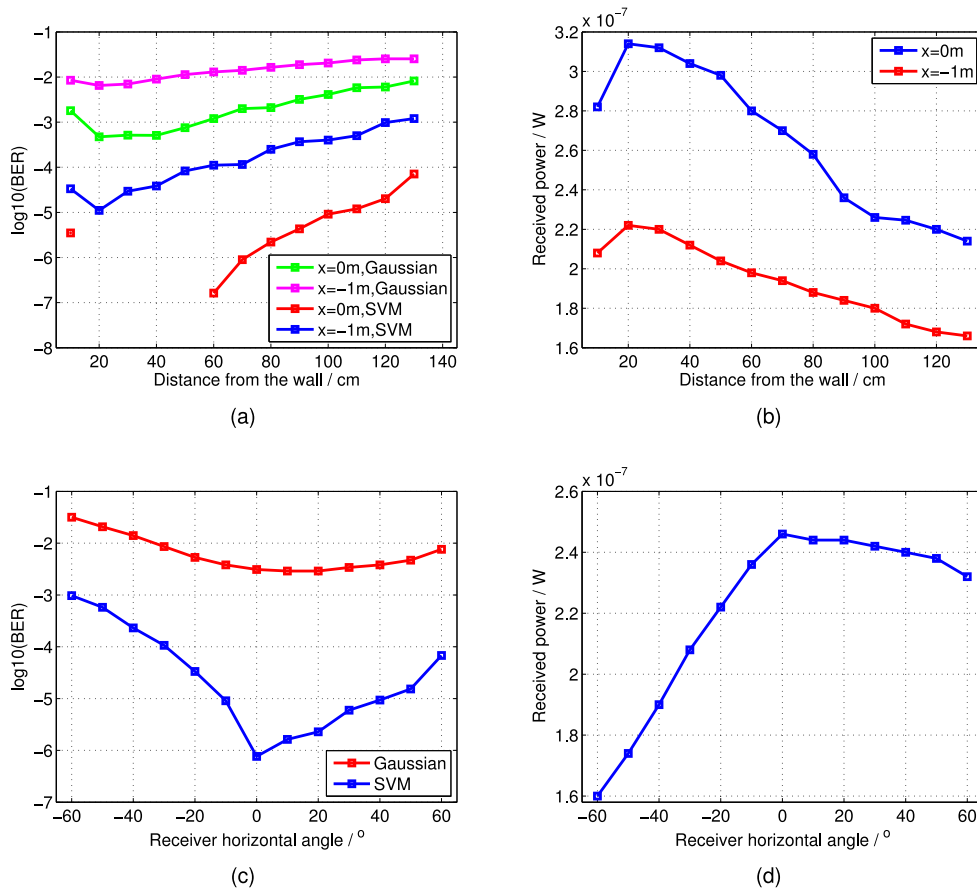 −1
−2
−3
−4
−5
−6
−7
−8
log10(BER)
20 40 60 80 100 120 140
Distance from the wall / cm
x=0m,Gaussian
x=−1m,Gaussian
x=0m,SVM
x=−1m,SVM
(a)
x 10⁻⁷
3.2
3
2.6
2.2
2
1.8
1.6
Received power / W
20 40 60 80 100 120
Distance from the wall / cm
x=0m
x=−1m
(b)
−1
−2
−3
−4
−5
−6
−7
log10(BER)
−60 −40 −20 0 20 40 60
Receiver horizontal angle / °
Gaussian
SVM
(c)
x 10⁻⁷
2.6
2.4
2.2
2
1.8
1.6
Received power / W
−60 −40 −20 0 20 40 60
Receiver horizontal angle / °
(d)